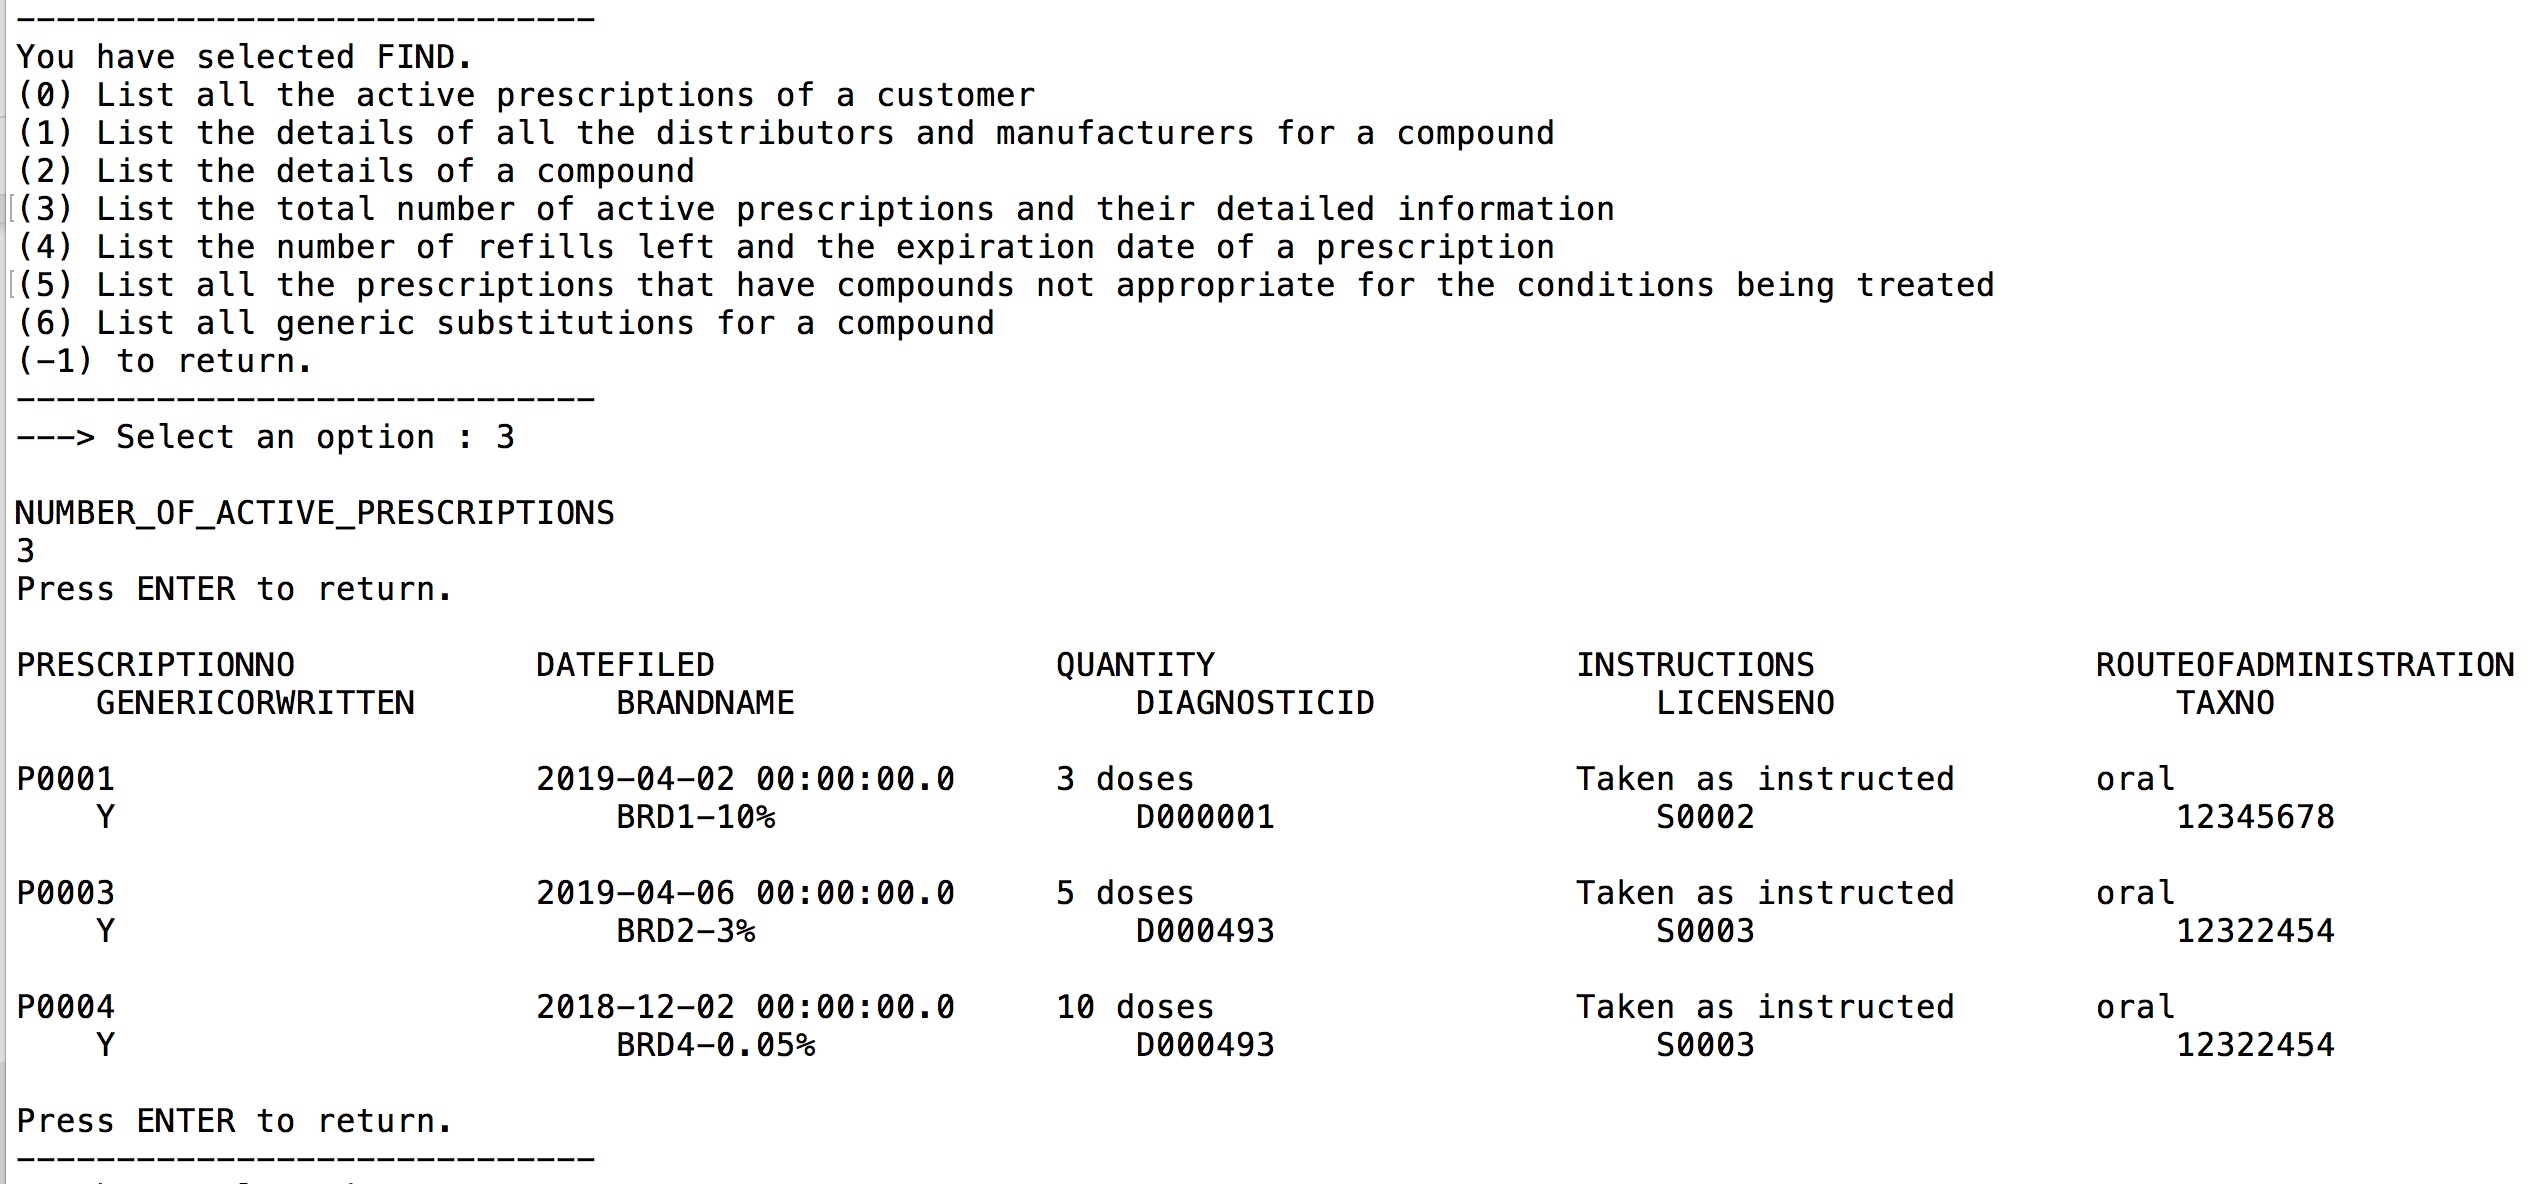 -----------------------------
You have selected FIND.
(0) List all the active prescriptions of a customer
(1) List the details of all the distributors and manufacturers for a compound
(2) List the details of a compound
[(3) List the total number of active prescriptions and their detailed information
(4) List the number of refills left and the expiration date of a prescription
[(5) List all the prescriptions that have compounds not appropriate for the conditions being treated
(6) List all generic substitutions for a compound
(-1) to return.
-----------------------------
---> Select an option : 3
NUMBER_OF_ACTIVE_PRESCRIPTIONS
3
Press ENTER to return.
PRESCRIPTIONNO DATEFILED QUANTITY INSTRUCTIONS ROUTEOFADMINISTRATION
GENERICORWRITTEN BRANDNAME DIAGNOSTICID LICENSENO TAXNO
P0001 2019-04-02 00:00:00.0 3 doses Taken as instructed oral
Y BRD1-10% D000001 S0002 12345678
P0003 2019-04-06 00:00:00.0 5 doses Taken as instructed oral
Y BRD2-3% D000493 S0003 12322454
P0004 2018-12-02 00:00:00.0 10 doses Taken as instructed oral
Y BRD4-0.05% D000493 S0003 12322454
Press ENTER to return.
-----------------------------